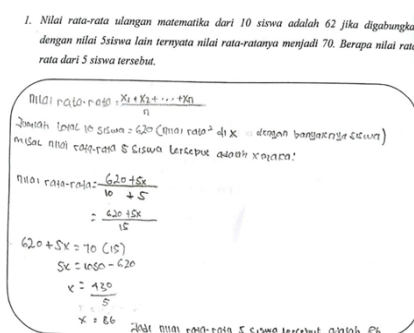 1. Nilai rata-rata ulangan matematika dari 10 siswa adalah 62 jika digabungka
dengan nilai 5siswa lain ternyata nilai rata-ratanya menjadi 70. Berapa nilai rat
rata dari 5 siswa tersebut.
nilai rata-rata = x₁+x₂+...+xn / n
Jumlah total 10 siswa = 620 (nilai rata² di x dengan banyaknya siswa)
misal nilai rata-rata 5 siswa tersebut adalah x maka:
nilai rata-rata = 620+5x / 10 + 5
= 620+5x / 15
620 + 5x = 70 (15)
5x = 1050 - 620
x = 430 / 5
x = 86
Jadi nilai rata-rata 5 siswa tersebut adalah 86